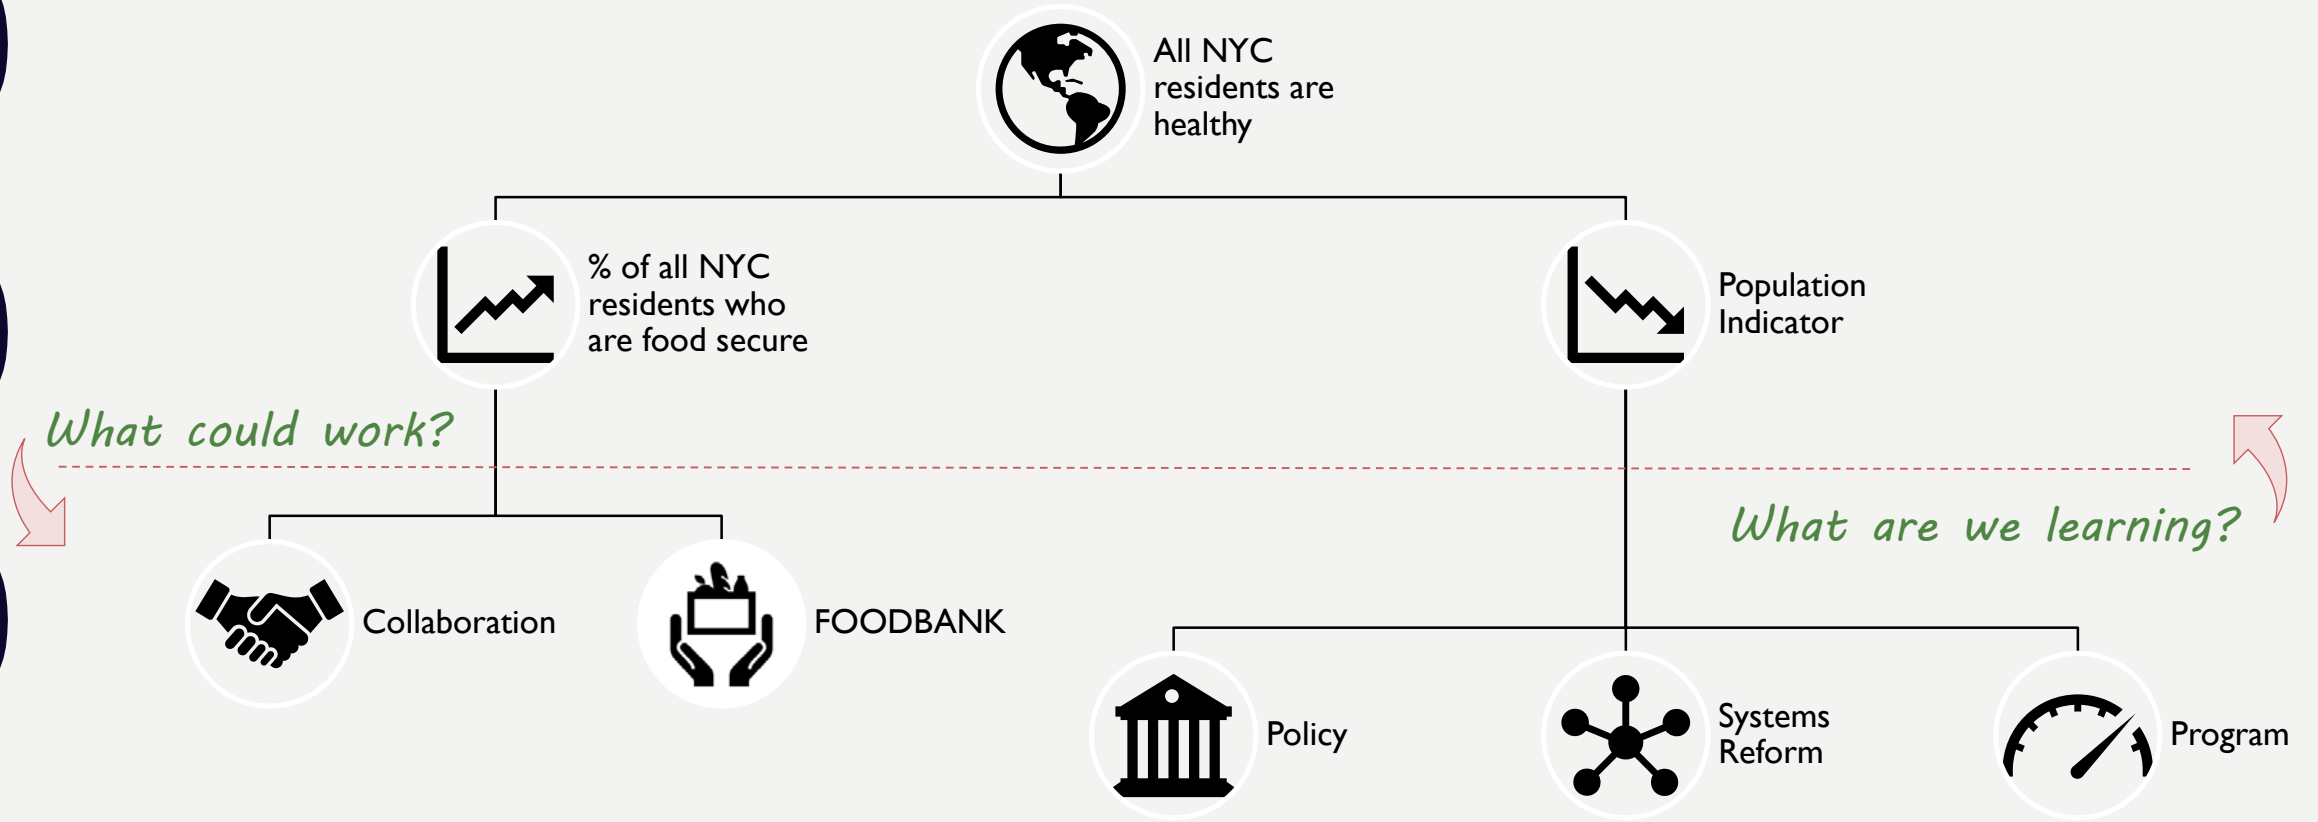 All NYC
residents are
healthy
% of all NYC
residents who
are food secure
Population
Indicator
What could work?
What are we learning?
Collaboration
FOODBANK
Policy
Systems
Reform
Program